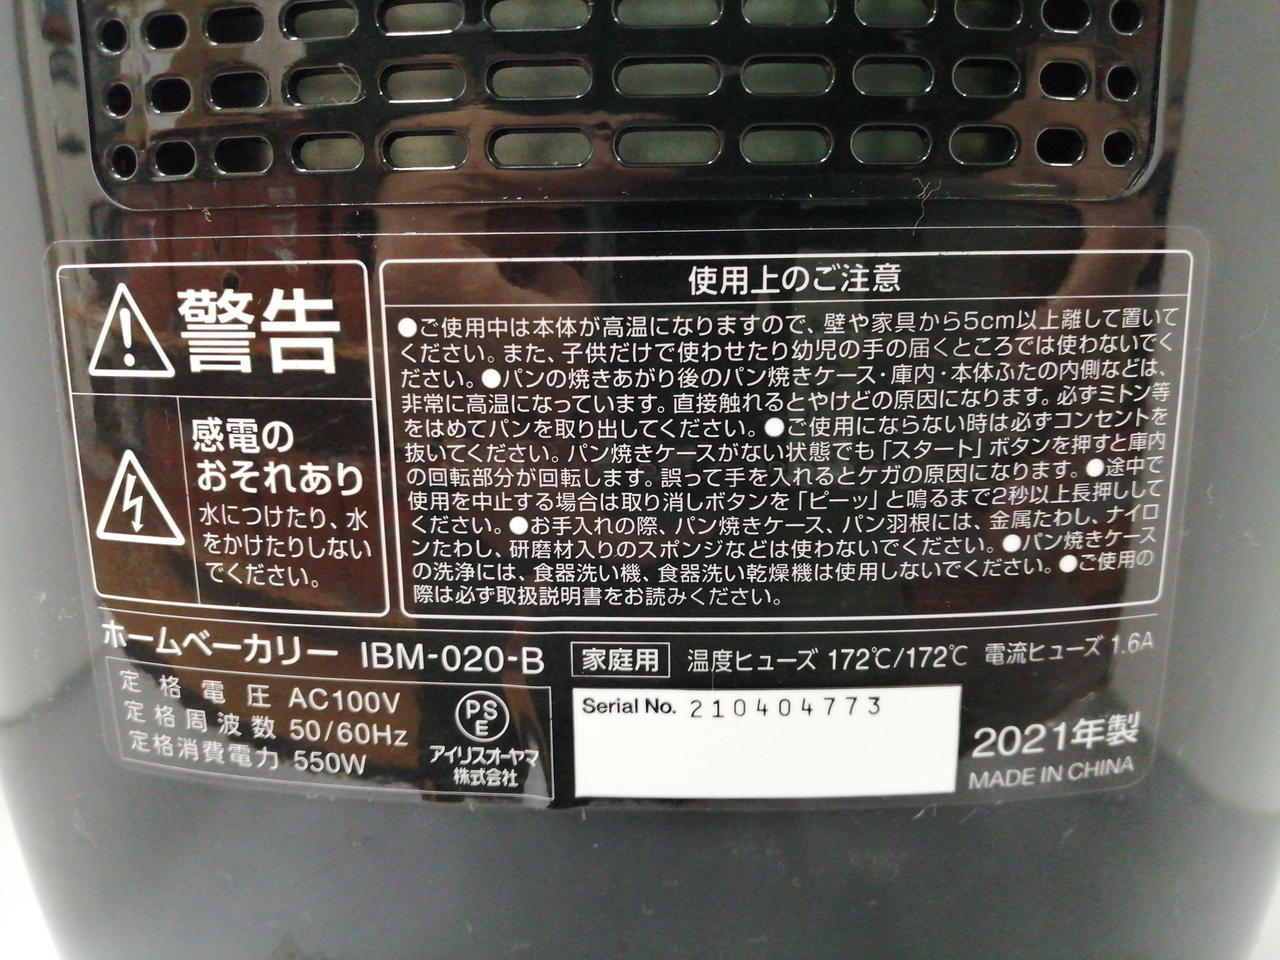 警告
感電の
おそれあり
水につけたり、水
をかけたりしない
でください。
使用上のご注意
●ご使用中は本体が高温になりますので、壁や家具から5cm以上離して置いて
ください。また、子供だけで使わせたり幼児の手の届くところでは使わないでく
ださい。●パンの焼きあがり後のパン焼きケース・庫内・本体ふたの内側などは、
非常に高温になっています。直接触れるとやけどの原因になります。必ずミトン等
をはめてパンを取り出してください。●ご使用にならない時は必ずコンセントを
抜いてください。パン焼きケースがない状態でも「スタート」ボタンを押すと庫内
の回転部分が回転します。誤って手を入れるとケガの原因になります。●途中で
使用を中止する場合は取り消しボタンを「ピーッ」と鳴るまで2秒以上長押しして
ください。●お手入れの際、パン焼きケース、パン羽根には、金属たわし、ナイロ
ンたわし、研磨材入りのスポンジなどは使わないでください。●パン焼きケース
の洗浄には、食器洗い機、食器洗い乾燥機は使用しないでください。●ご使用の
際は必ず取扱説明書をお読みください。
ホームベーカリー IBM-020-B 家庭用 温度ヒューズ 172℃/172℃ 電流ヒューズ 1.6A
定格電圧 AC100V
定格周波数 50/60Hz
定格消費電力 550W
PSE
アイリスオーヤマ
株式会社
Serial No. 210404773
2021年製
MADE IN CHINA